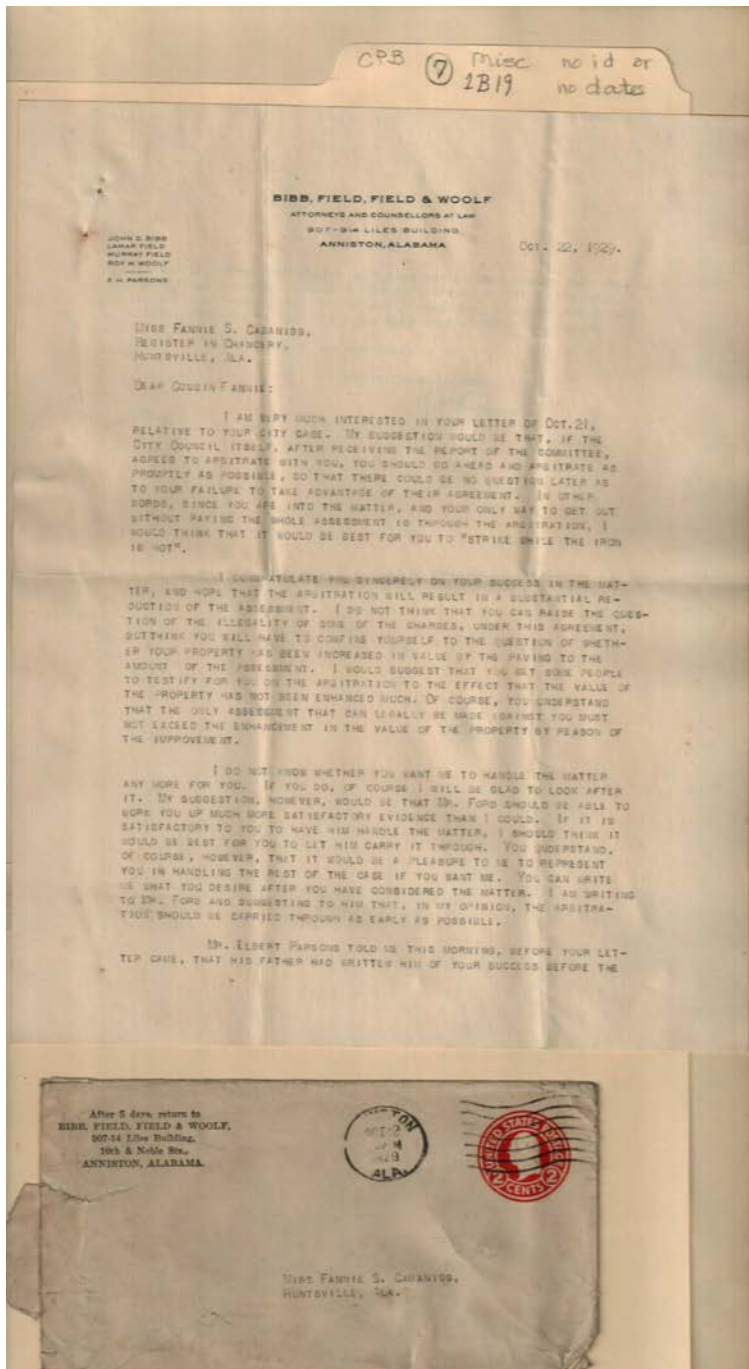 CPB 7 Misc no id or
2B19 no dates
BIBB, FIELD, FIELD & WOOLF
ATTORNEYS AND COUNSELLORS AT LAW
907-914 LILES BUILDING
ANNISTON, ALABAMA
OCT. 22, 1929.
JOHN D. BIBB
LAMAR FIELD
MURRAY FIELD
ROY M. WOOLF
E. H. PARSONS
MISS FANNIE S. CABANISS,
REGISTER IN CHANCERY,
HUNTSVILLE, ALA.
DEAR COUSIN FANNIE:
I AM VERY MUCH INTERESTED IN YOUR LETTER OF OCT.21,
RELATIVE TO YOUR CITY CASE. MY SUGGESTION WOULD BE THAT, IF THE
CITY COUNCIL ITSELF, AFTER RECEIVING THE REPORT OF THE COMMITTEE,
AGREES TO ARBITRATE WITH YOU, YOU SHOULD GO AHEAD AND ARBITRATE AS
PROMPTLY AS POSSIBLE, SO THAT THERE COULD BE NO QUESTION LATER AS
TO YOUR FAILURE TO TAKE ADVANTAGE OF THEIR AGREEMENT. IN OTHER
WORDS, SINCE YOU ARE INTO THE MATTER, AND YOUR ONLY WAY TO GET OUT
WITHOUT PAYING THE WHOLE ASSESSMENT IS THROUGH THE ARBITRATION, I
WOULD THINK THAT IT WOULD BE BEST FOR YOU TO "STRIKE WHILE THE IRON
IS HOT".
I CONGRATULATE YOU SINCERELY ON YOUR SUCCESS IN THE MAT-
TER, AND HOPE THAT THE ARBITRATION WILL RESULT IN A SUBSTANTIAL RE-
DUCTION OF THE ASSESSMENT. I DO NOT THINK THAT YOU CAN RAISE THE QUES-
TION OF THE ILLEGALITY OF SOME OF THE CHARGES, UNDER THIS AGREEMENT,
BUT THINK YOU WILL HAVE TO CONFINE YOURSELF TO THE QUESTION OF WHETH-
ER YOUR PROPERTY HAS BEEN INCREASED IN VALUE BY THE PAVING TO THE
AMOUNT OF THE ASSESSMENT. I WOULD SUGGEST THAT YOU GET SOME PEOPLE
TO TESTIFY FOR YOU ON THE ARBITRATION TO THE EFFECT THAT THE VALUE OF
THE PROPERTY HAS NOT BEEN ENHANCED MUCH. OF COURSE, YOU UNDERSTAND
THAT THE ONLY ASSESSMENT THAT CAN LEGALLY BE MADE AGAINST YOU MUST
NOT EXCEED THE ENHANCEMENT IN THE VALUE OF THE PROPERTY BY REASON OF
THE IMPROVEMENT.
I DO NOT KNOW WHETHER YOU WANT ME TO HANDLE THE MATTER
ANY MORE FOR YOU. IF YOU DO, OF COURSE I WILL BE GLAD TO LOOK AFTER
IT. MY SUGGESTION, HOWEVER, WOULD BE THAT MR. FORD SHOULD BE ABLE TO
WORK YOU UP MUCH MORE SATISFACTORY EVIDENCE THAN I COULD. IF IT IS
SATISFACTORY TO YOU TO HAVE HIM HANDLE THE MATTER, I SHOULD THINK IT
WOULD BE BEST FOR YOU TO LET HIM CARRY IT THROUGH. YOU UNDERSTAND,
OF COURSE, HOWEVER, THAT IT WOULD BE A PLEASURE TO ME TO REPRESENT
YOU IN HANDLING THE REST OF THE CASE IF YOU WANT ME. YOU CAN WRITE
ME WHAT YOU DESIRE AFTER YOU HAVE CONSIDERED THE MATTER. I AM WRITING
TO MR. FORD AND SUGGESTING TO HIM THAT, IN MY OPINION, THE ARBITRA-
TION SHOULD BE CARRIED THROUGH AS EARLY AS POSSIBLE.
MR. ELBERT PARSONS TOLD ME THIS MORNING, BEFORE YOUR LET-
TER CAME, THAT HIS FATHER HAD WRITTEN HIM OF YOUR SUCCESS BEFORE THE
After 5 days, return to
BIBB, FIELD, FIELD & WOOLF,
907-14 Liles Building,
10th & Noble Sts.,
ANNISTON, ALABAMA.
ALA.
UNITED STATES POSTAGE
2 CENTS 2
MISS FANNIE S. CABANISS,
HUNTSVILLE, ALA.